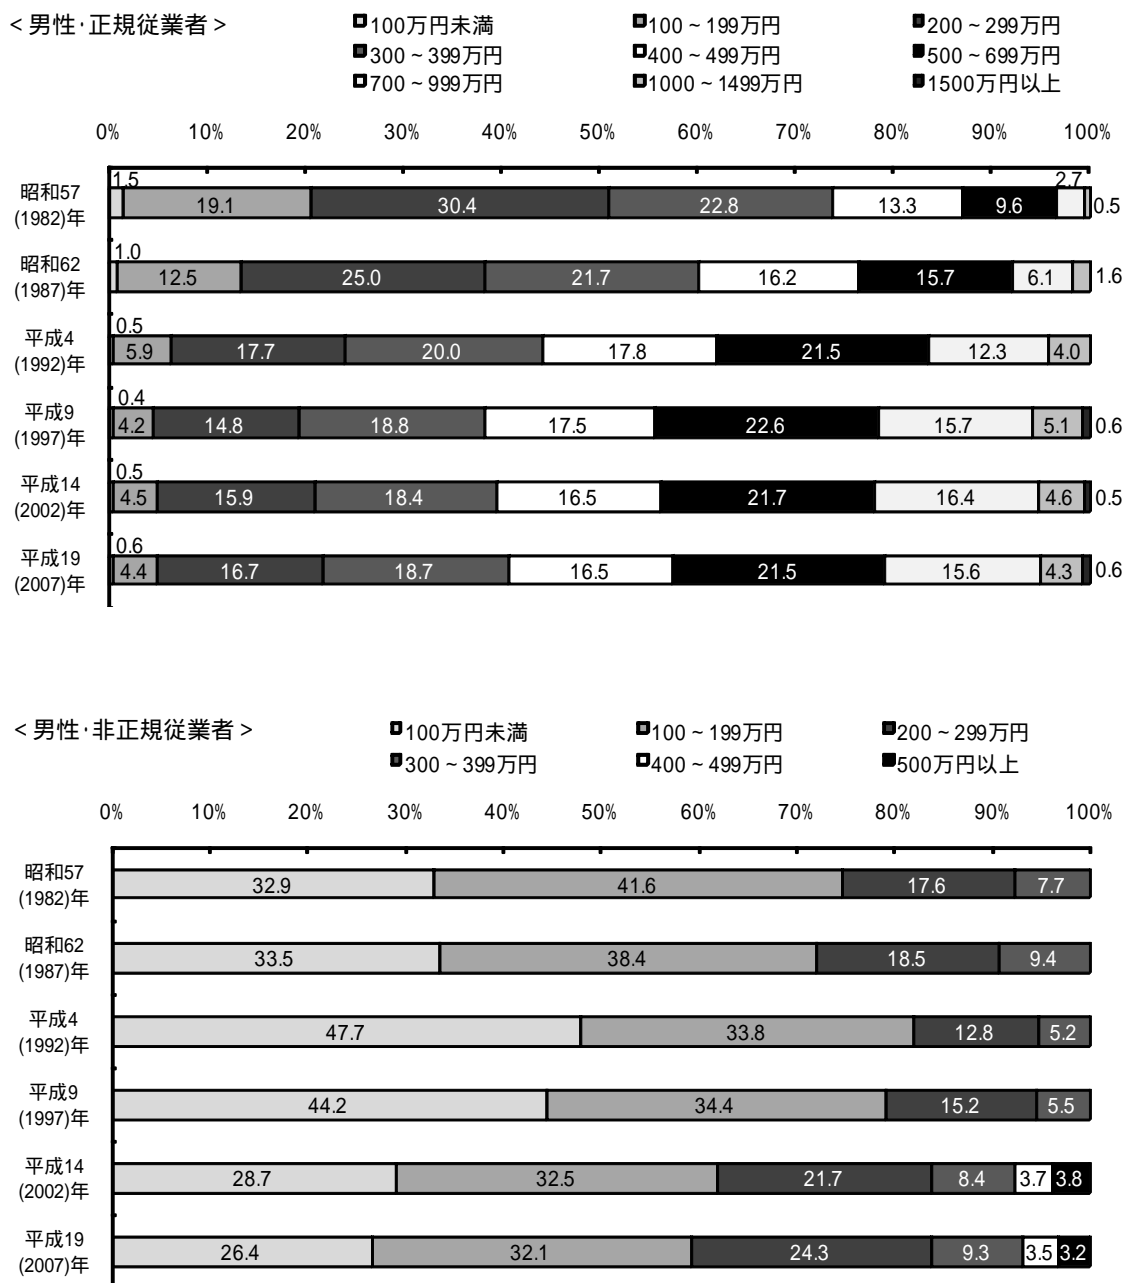 ＜男性・正規従業者＞
100万円未満 100～199万円 200～299万円
300～399万円 400～499万円 500～699万円
700～999万円 1000～1499万円 1500万円以上
0% 10% 20% 30% 40% 50% 60% 70% 80% 90% 100%
昭和57
(1982)年
1.5 19.1 30.4 22.8 13.3 9.6 2.7 0.5
昭和62
(1987)年
1.0 12.5 25.0 21.7 16.2 15.7 6.1 1.6
平成4
(1992)年
0.5 5.9 17.7 20.0 17.8 21.5 12.3 4.0
平成9
(1997)年
0.4 4.2 14.8 18.8 17.5 22.6 15.7 5.1 0.6
平成14
(2002)年
0.5 4.5 15.9 18.4 16.5 21.7 16.4 4.6 0.5
平成19
(2007)年
0.6 4.4 16.7 18.7 16.5 21.5 15.6 4.3 0.6
＜男性・非正規従業者＞
100万円未満 100～199万円 200～299万円
300～399万円 400～499万円 500万円以上
0% 10% 20% 30% 40% 50% 60% 70% 80% 90% 100%
昭和57
(1982)年
32.9 41.6 17.6 7.7
昭和62
(1987)年
33.5 38.4 18.5 9.4
平成4
(1992)年
47.7 33.8 12.8 5.2
平成9
(1997)年
44.2 34.4 15.2 5.5
平成14
(2002)年
28.7 32.5 21.7 8.4 3.7 3.8
平成19
(2007)年
26.4 32.1 24.3 9.3 3.5 3.2